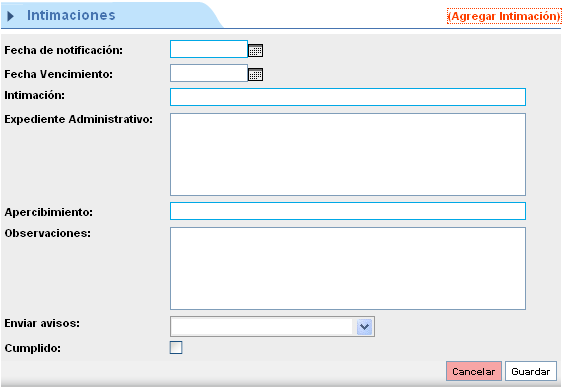 Intimaciones
(Agregar Intimación)
Fecha de notificación:
Fecha Vencimiento:
Intimación:
Expediente Administrativo:
Apercibimiento:
Observaciones:
Enviar avisos:
Cumplido:
Cancelar
Guardar